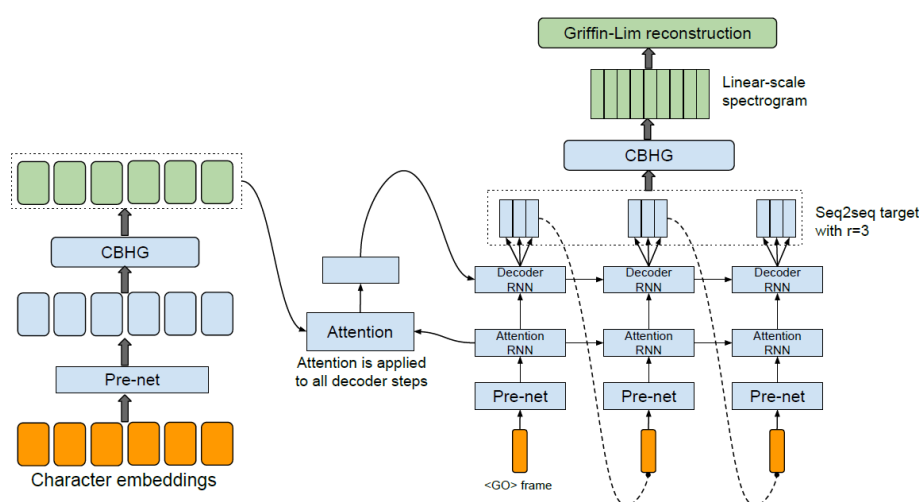 Griffin-Lim reconstruction
Linear-scale
spectrogram
CBHG
Seq2seq target
with r=3
CBHG
Decoder
RNN
Decoder
RNN
Decoder
RNN
Attention
Attention is applied
to all decoder steps
Attention
RNN
Attention
RNN
Attention
RNN
Pre-net
Pre-net
Pre-net
Pre-net
Character embeddings
<GO> frame